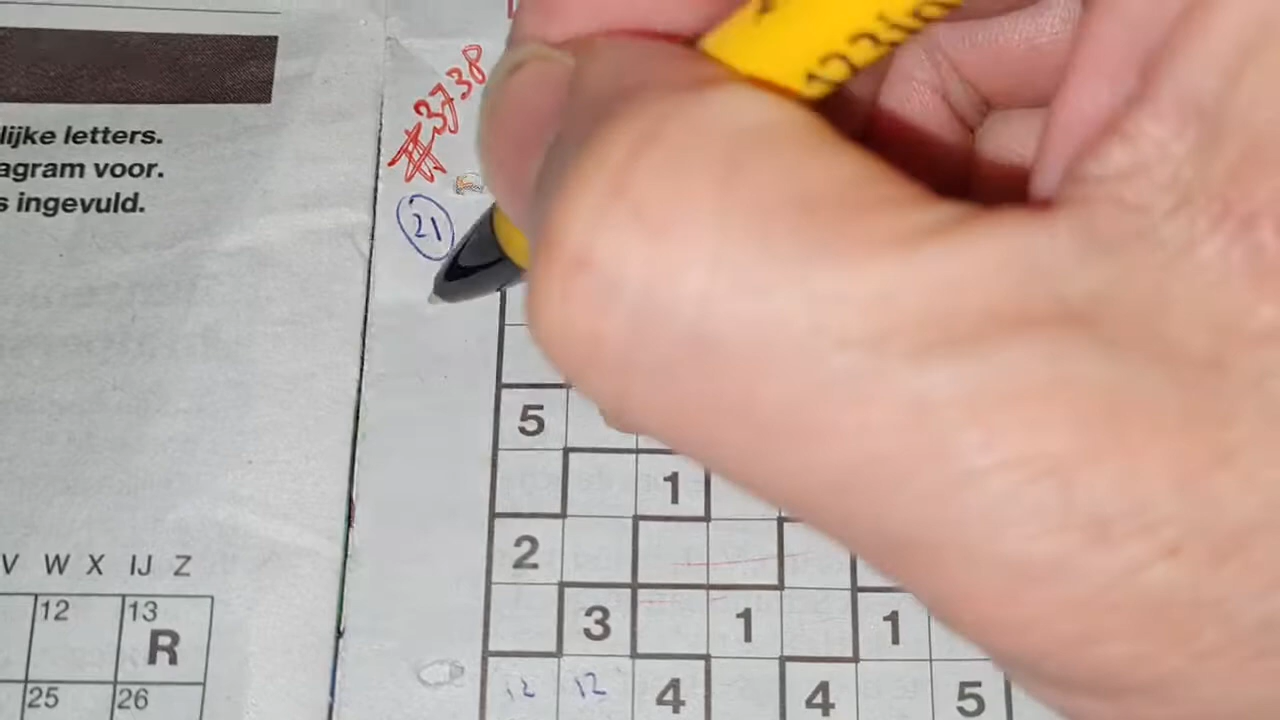 lijke letters.
agram voor.
s ingevuld.
#3738
21
5
1
2
3 1 1
12 12 4 4 5
V W X IJ Z
12 13
R
25 26